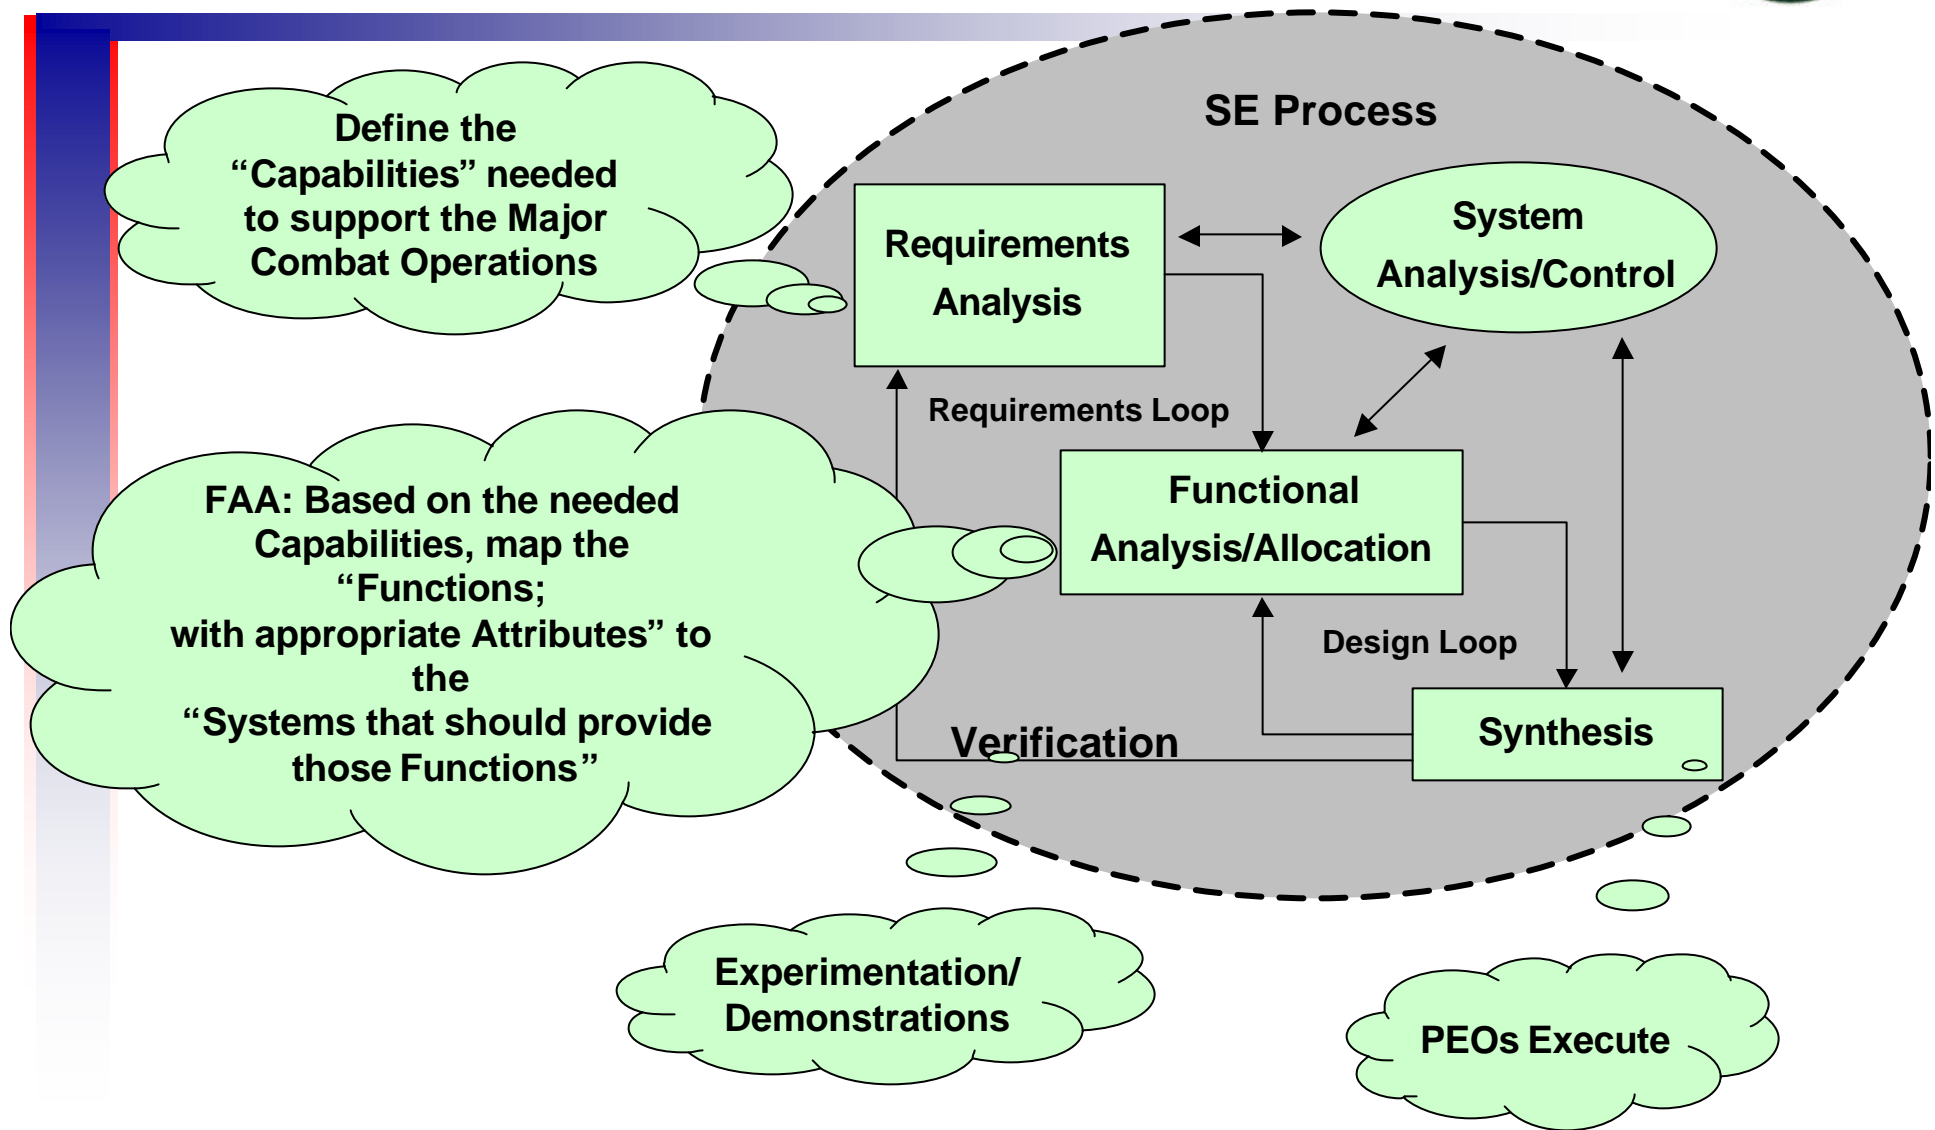 SE Process
Define the
“Capabilities” needed
to support the Major
Combat Operations
Requirements
Analysis
System
Analysis/Control
Requirements Loop
FAA: Based on the needed
Capabilities, map the
“Functions;
with appropriate Attributes” to
the
“Systems that should provide
those Functions”
Functional
Analysis/Allocation
Design Loop
Verification
Synthesis
Experimentation/
Demonstrations
PEOs Execute